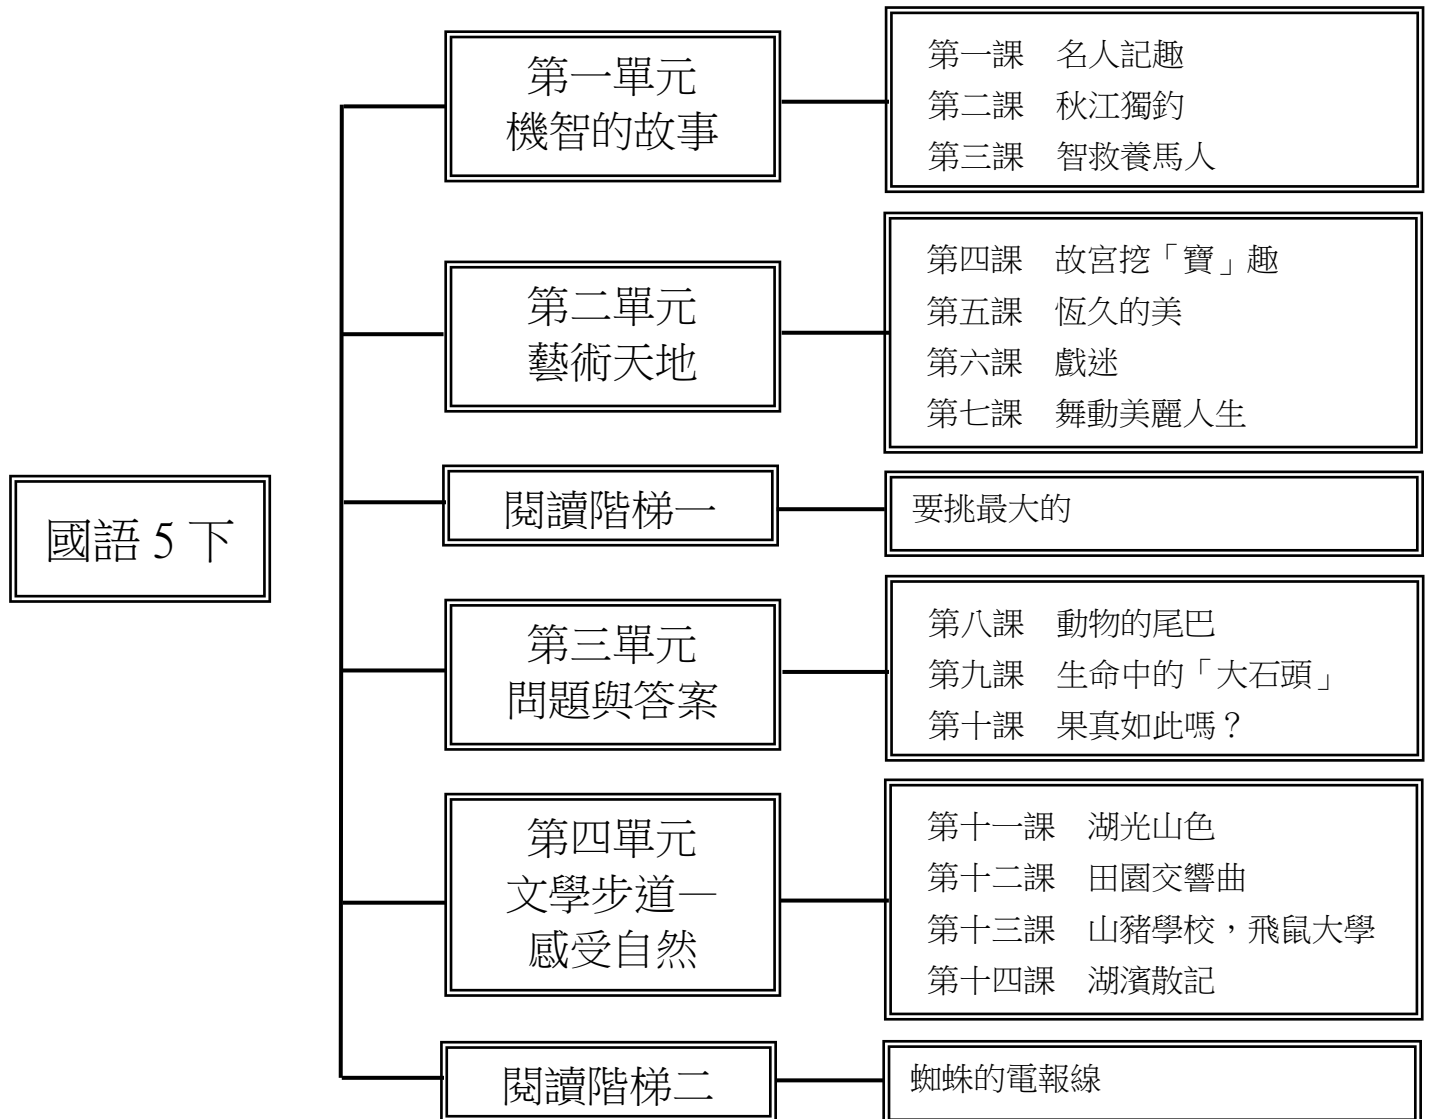 國語 5 下
第一單元
機智的故事
第一課　名人記趣
第二課　秋江獨釣
第三課　智救養馬人
第二單元
藝術天地
第四課　故宮挖「寶」趣
第五課　恆久的美
第六課　戲迷
第七課　舞動美麗人生
閱讀階梯一
要挑最大的
第三單元
問題與答案
第八課　動物的尾巴
第九課　生命中的「大石頭」
第十課　果真如此嗎？
第四單元
文學步道—
感受自然
第十一課　湖光山色
第十二課　田園交響曲
第十三課　山豬學校，飛鼠大學
第十四課　湖濱散記
閱讀階梯二
蜘蛛的電報線